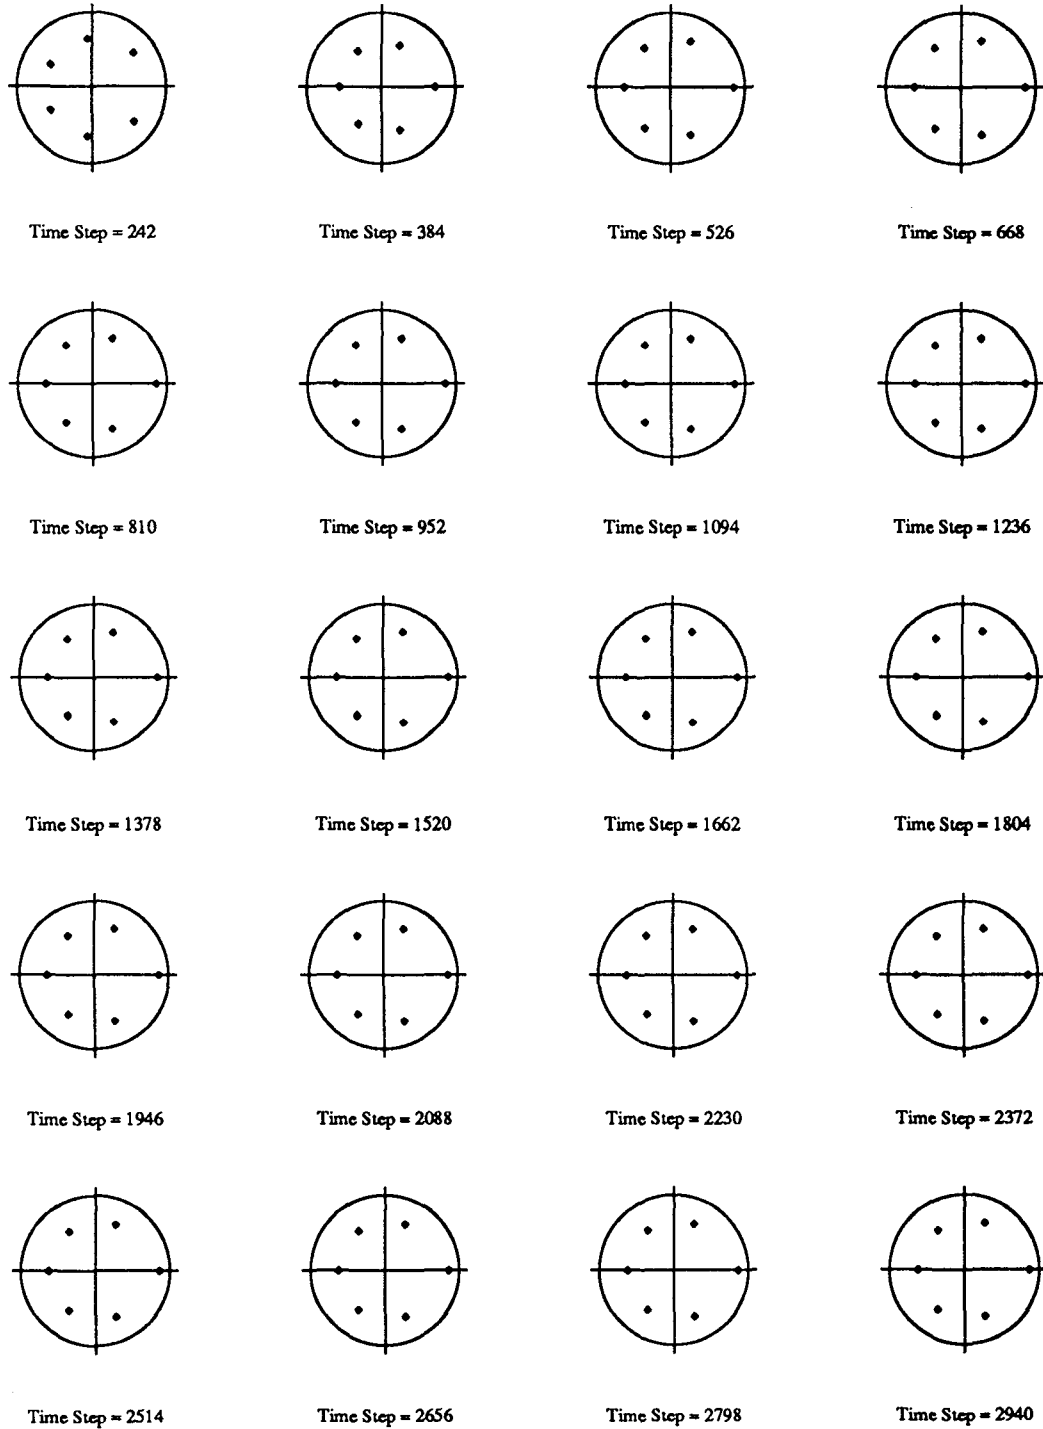 Time Step = 242
Time Step = 384
Time Step = 526
Time Step = 668
Time Step = 810
Time Step = 952
Time Step = 1094
Time Step = 1236
Time Step = 1378
Time Step = 1520
Time Step = 1662
Time Step = 1804
Time Step = 1946
Time Step = 2088
Time Step = 2230
Time Step = 2372
Time Step = 2514
Time Step = 2656
Time Step = 2798
Time Step = 2940